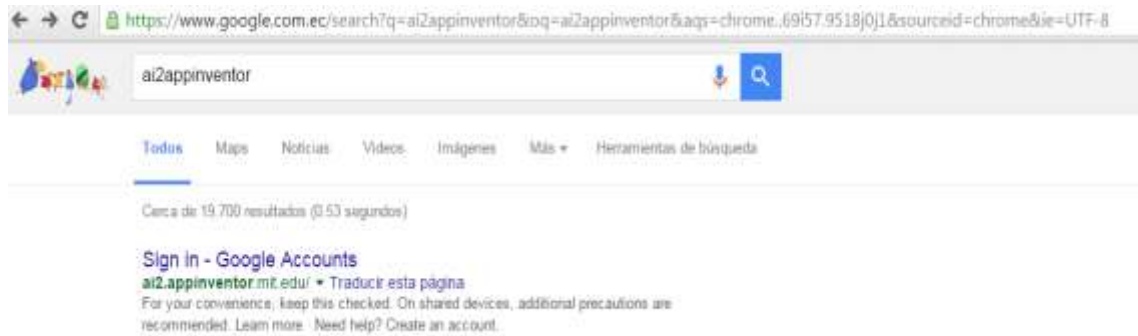 https://www.google.com.ec/search?q=ai2appinventor&oq=ai2appinventor&aqs=chrome..69i57.9518j0j1&sourceid=chrome&ie=UTF-8
ai2appinventor
Todos Maps Noticias Videos Imágenes Más Herramientas de búsqueda
Cerca de 19.700 resultados (0.53 segundos)
Sign in - Google Accounts
ai2.appinventor.mit.edu/ Traducir esta página
For your convenience, keep this checked. On shared devices, additional precautions are
recommended. Learn more · Need help? Create an account.